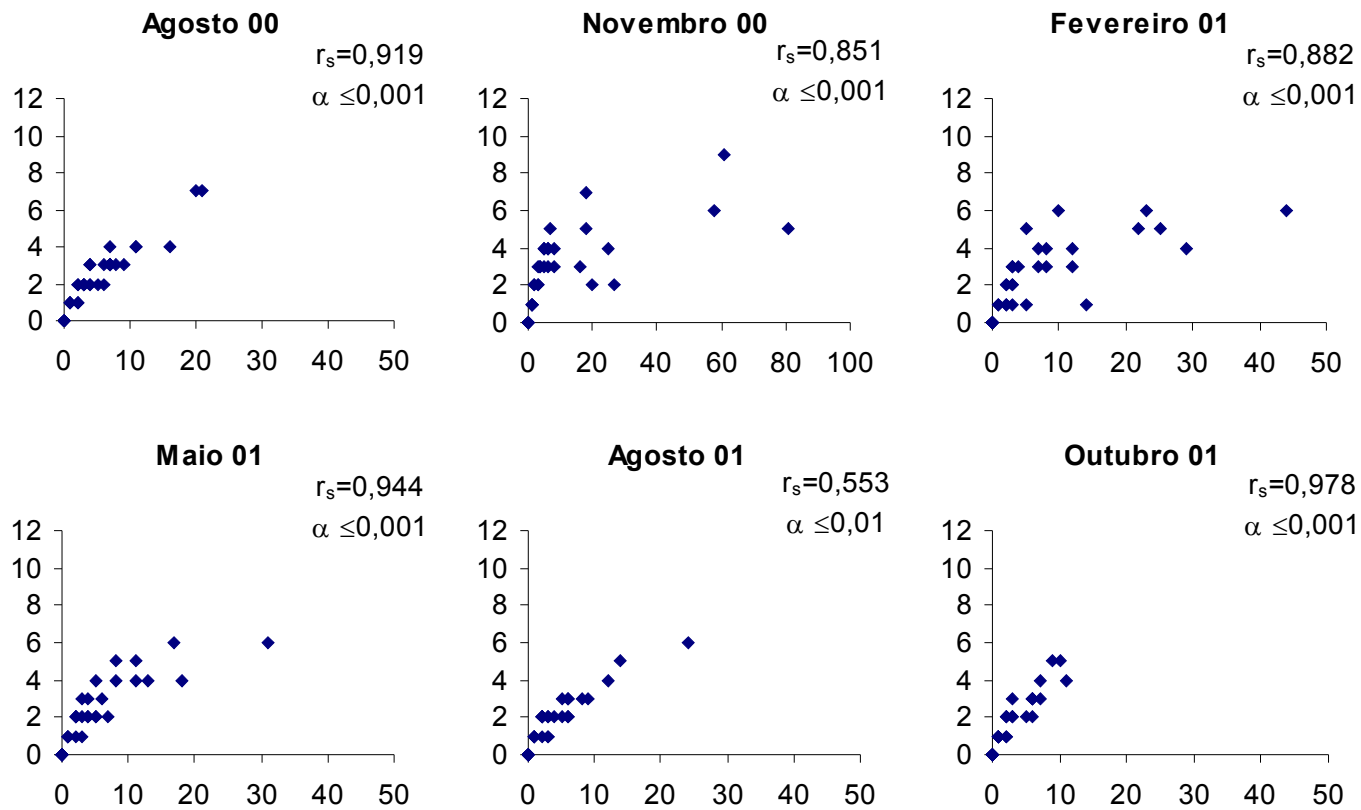 Agosto 00
rs=0,919
α ≤0,001
12
10
8
6
4
2
0
0 10 20 30 40 50
Novembro 00
rs=0,851
α ≤0,001
12
10
8
6
4
2
0
0 20 40 60 80 100
Fevereiro 01
rs=0,882
α ≤0,001
12
10
8
6
4
2
0
0 10 20 30 40 50
Maio 01
rs=0,944
α ≤0,001
12
10
8
6
4
2
0
0 10 20 30 40 50
Agosto 01
rs=0,553
α ≤0,01
12
10
8
6
4
2
0
0 10 20 30 40 50
Outubro 01
rs=0,978
α ≤0,001
12
10
8
6
4
2
0
0 10 20 30 40 50